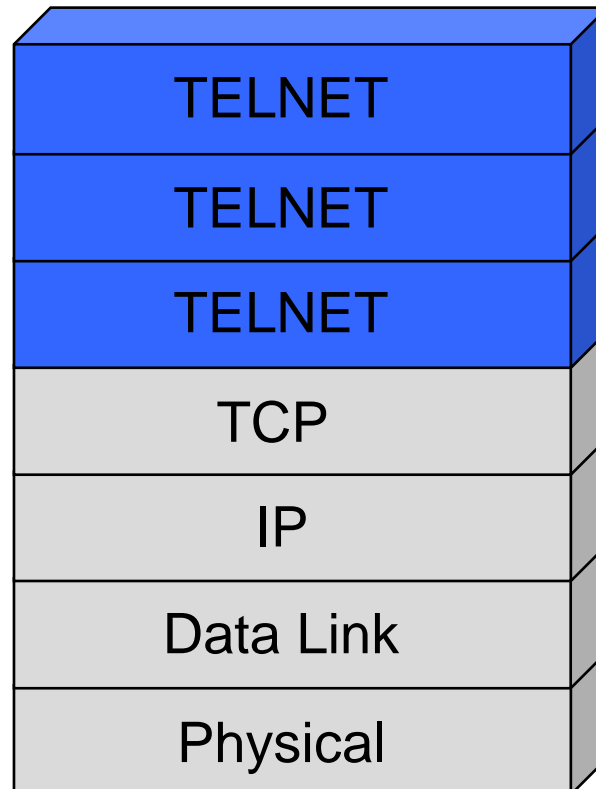 TELNET
TELNET
TELNET
TCP
IP
Data Link
Physical